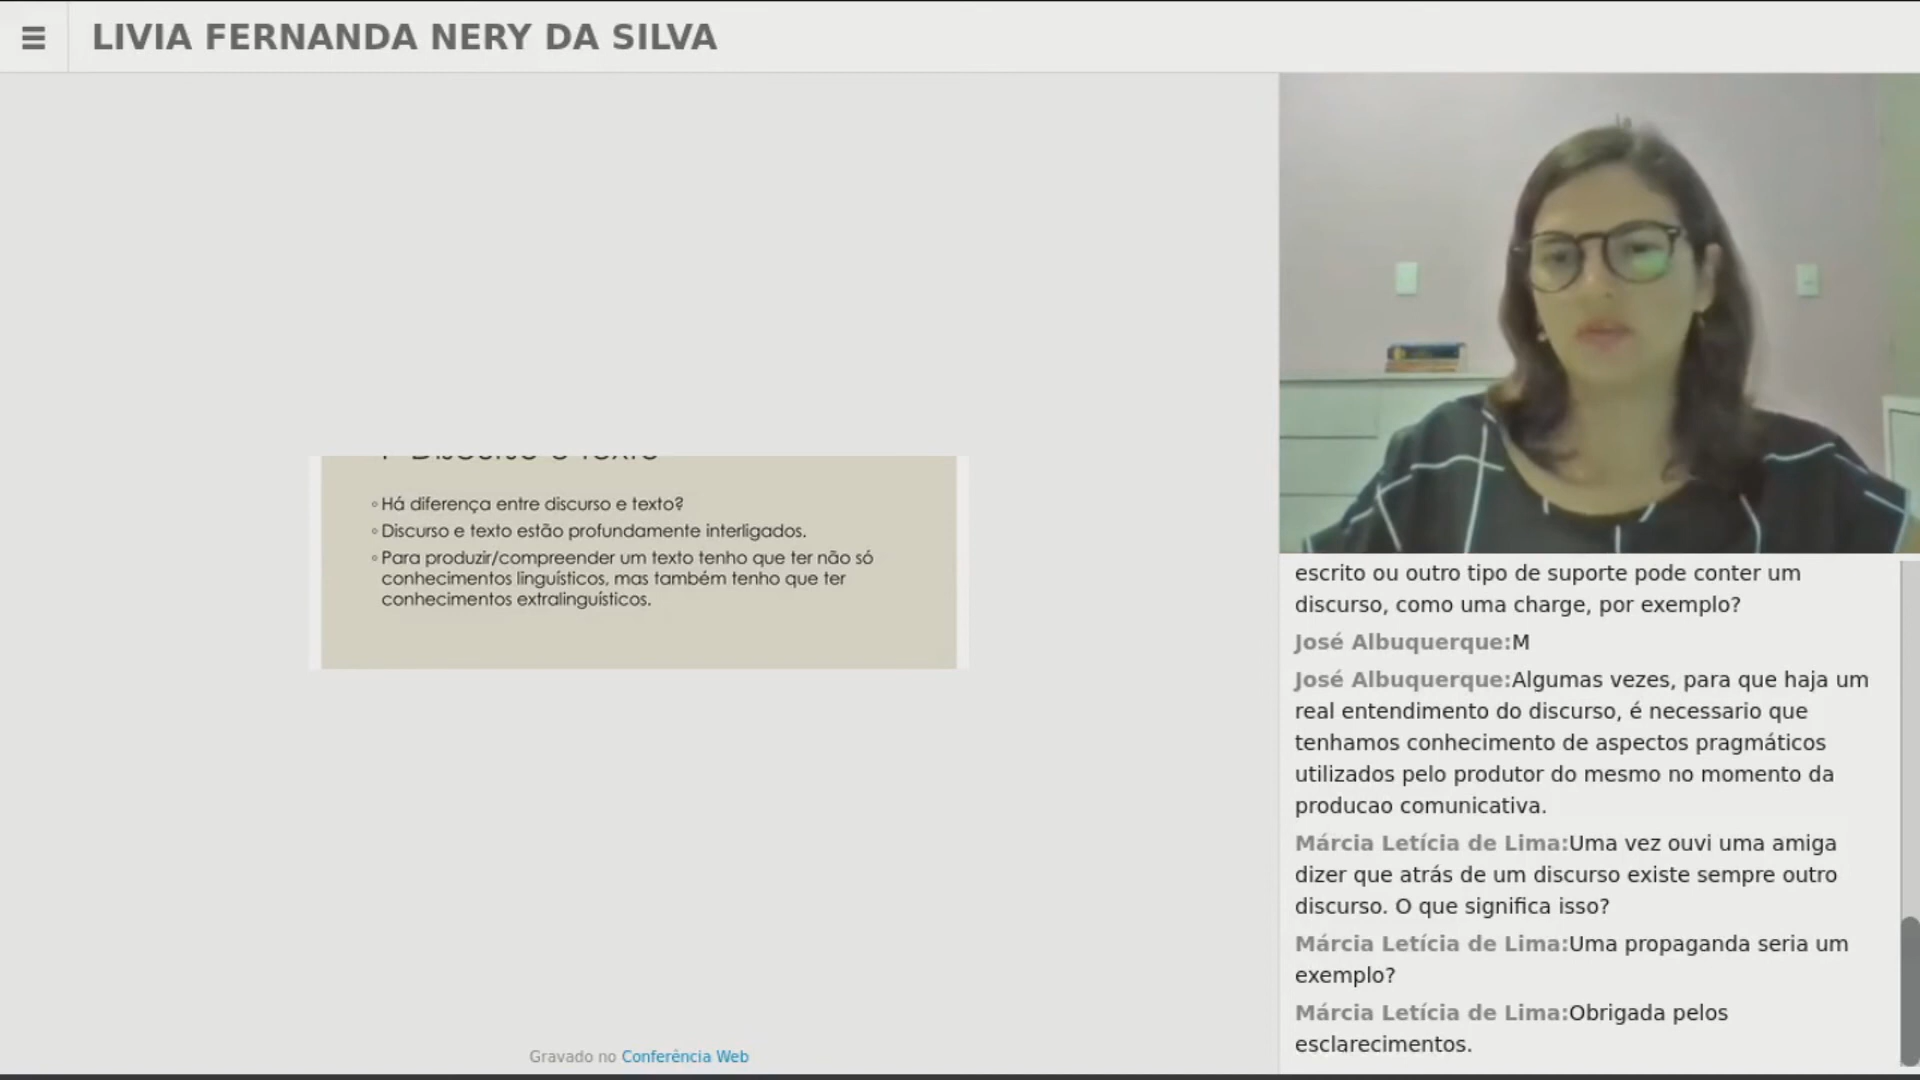 LIVIA FERNANDA NERY DA SILVA
Discurso e texto
◦ Há diferença entre discurso e texto?
◦ Discurso e texto estão profundamente interligados.
◦ Para produzir/compreender um texto tenho que ter não só
conhecimentos linguísticos, mas também tenho que ter
conhecimentos extralinguísticos.
Gravado no Conferência Web
escrito ou outro tipo de suporte pode conter um
discurso, como uma charge, por exemplo?
José Albuquerque:M
José Albuquerque:Algumas vezes, para que haja um
real entendimento do discurso, é necessario que
tenhamos conhecimento de aspectos pragmáticos
utilizados pelo produtor do mesmo no momento da
producao comunicativa.
Márcia Letícia de Lima:Uma vez ouvi uma amiga
dizer que atrás de um discurso existe sempre outro
discurso. O que significa isso?
Márcia Letícia de Lima:Uma propaganda seria um
exemplo?
Márcia Letícia de Lima:Obrigada pelos
esclarecimentos.